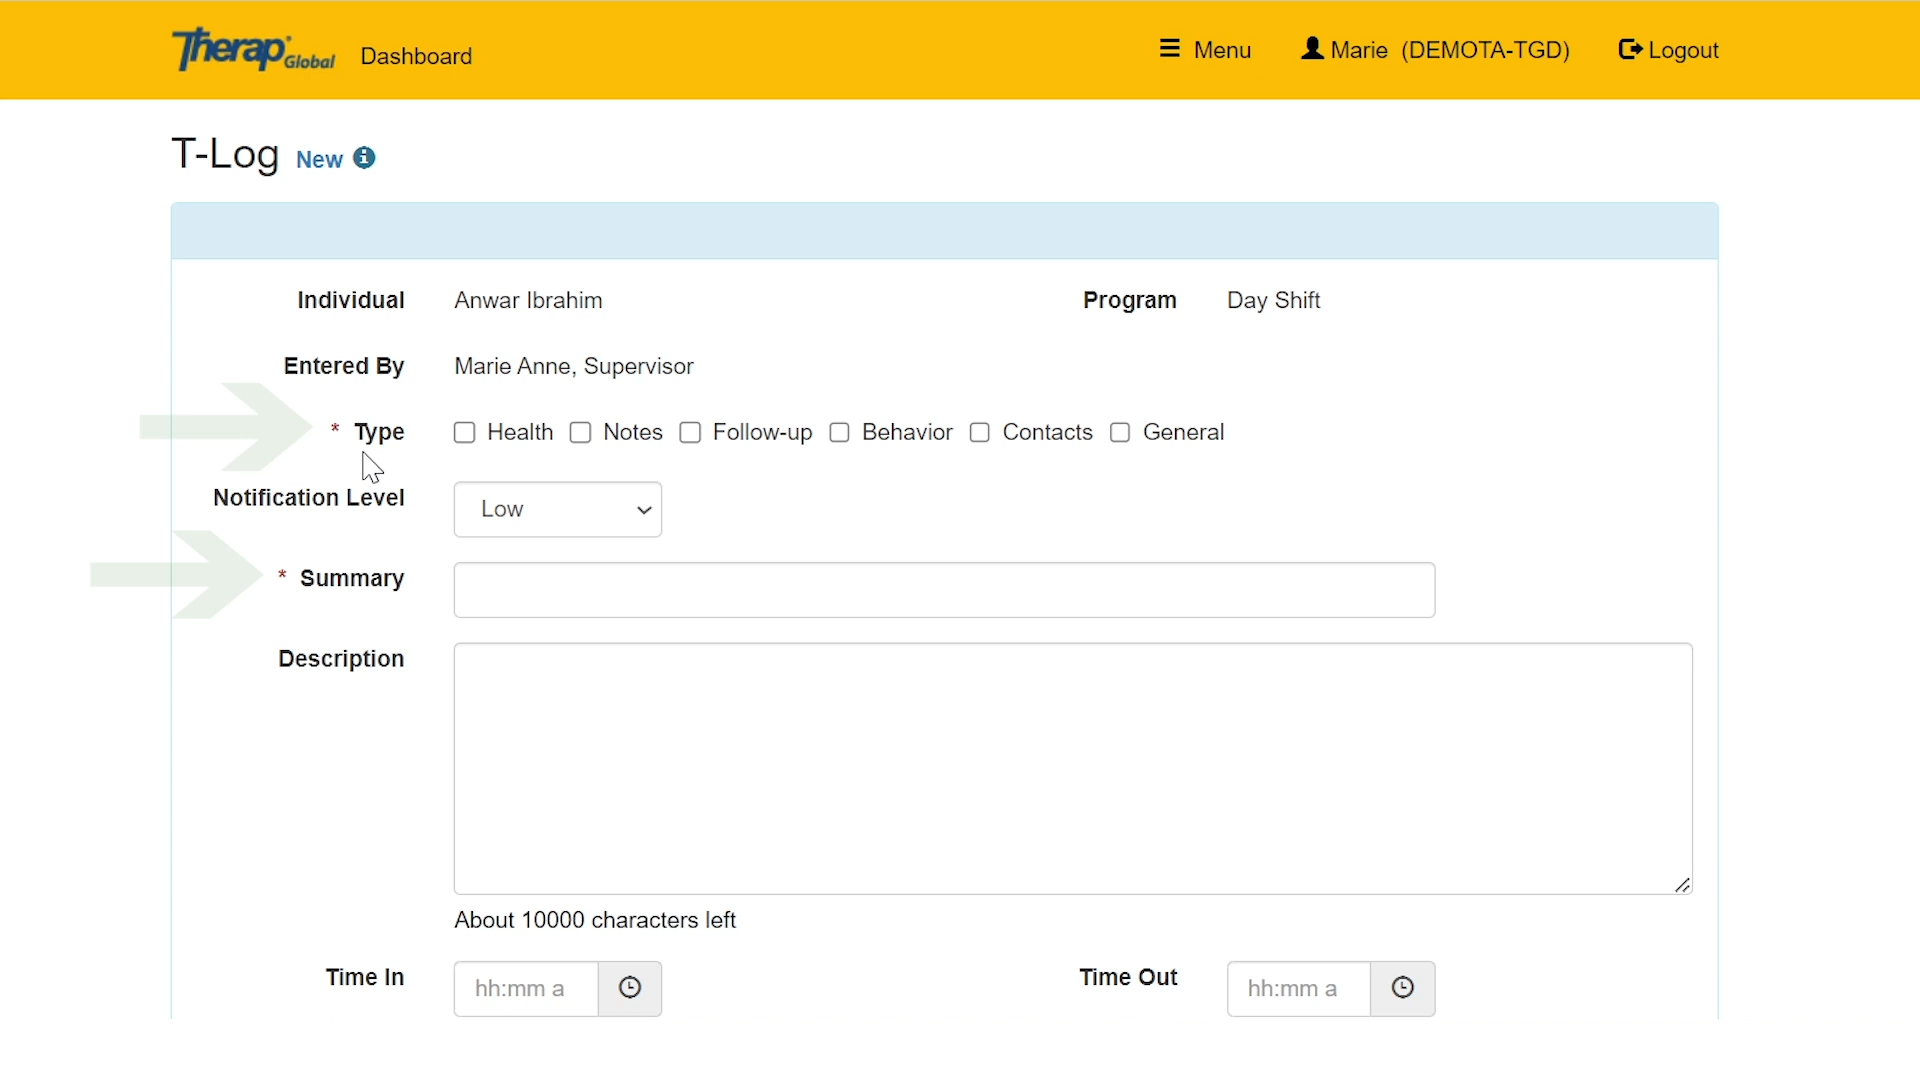 Therap Global Dashboard Menu Marie (DEMOTA-TGD) Logout
T-Log New
Individual Anwar Ibrahim Program Day Shift
Entered By Marie Anne, Supervisor
* Type Health Notes Follow-up Behavior Contacts General
Notification Level Low
* Summary
Description
About 10000 characters left
Time In hh:mm a Time Out hh:mm a